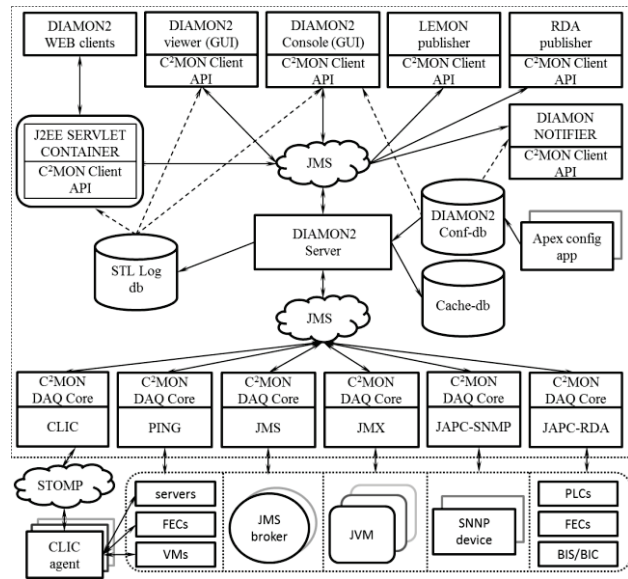 DIAMON2
WEB clients
DIAMON2
viewer (GUI)
C²MON Client
API
DIAMON2
Console (GUI)
C²MON Client
API
LEMON
publisher
C²MON Client
API
RDA
publisher
C²MON Client
API
J2EE SERVLET
CONTAINER
C²MON Client
API
JMS
DIAMON
NOTIFIER
C²MON Client
API
STL Log
db
DIAMON2
Server
DIAMON2
Conf-db
Apex config
app
Cache-db
JMS
C²MON
DAQ Core
CLIC
C²MON
DAQ Core
PING
C²MON
DAQ Core
JMS
C²MON
DAQ Core
JMX
C²MON
DAQ Core
JAPC-SNMP
C²MON
DAQ Core
JAPC-RDA
STOMP
CLIC
agent
servers
FECs
VMs
JMS
broker
JVM
SNNP
device
PLCs
FECs
BIS/BIC